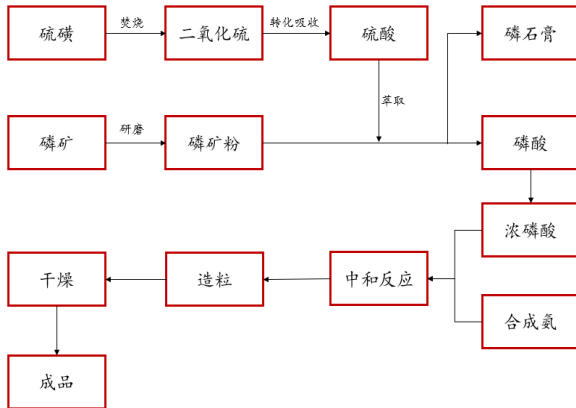 硫磺
焚烧
二氧化硫
转化吸收
硫酸
磷石膏
萃取
磷矿
研磨
磷矿粉
磷酸
浓磷酸
干燥
造粒
中和反应
合成氨
成品